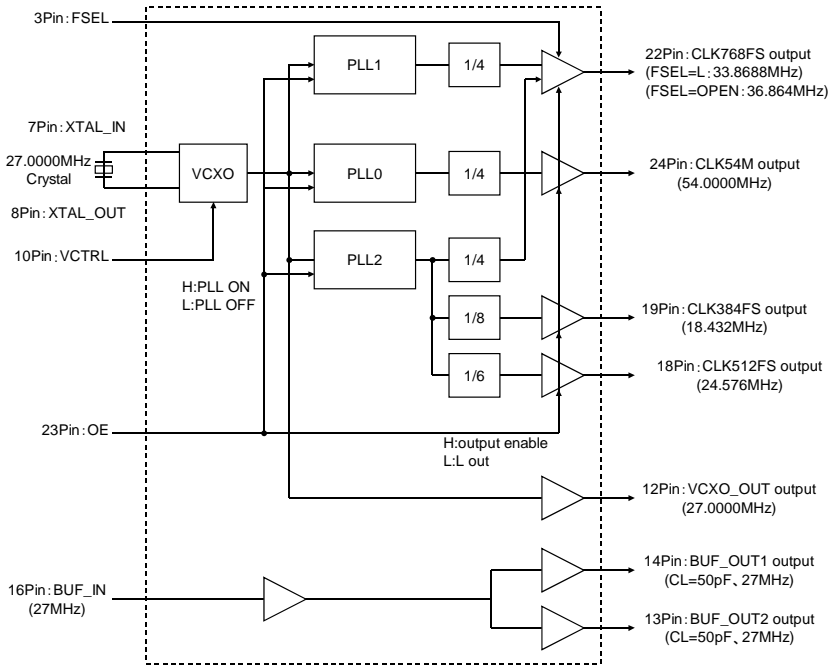 3Pin:FSEL
PLL1
1/4
22Pin:CLK768FS output
(FSEL=L:33.8688MHz)
(FSEL=OPEN:36.864MHz)
7Pin:XTAL_IN
27.0000MHz
Crystal
8Pin:XTAL_OUT
VCXO
PLL0
1/4
24Pin:CLK54M output
(54.0000MHz)
10Pin:VCTRL
H:PLL ON
L:PLL OFF
PLL2
1/4
1/8
19Pin:CLK384FS output
(18.432MHz)
1/6
18Pin:CLK512FS output
(24.576MHz)
23Pin:OE
H:output enable
L:L out
12Pin:VCXO_OUT output
(27.0000MHz)
16Pin:BUF_IN
(27MHz)
14Pin:BUF_OUT1 output
(CL=50pF、27MHz)
13Pin:BUF_OUT2 output
(CL=50pF、27MHz)